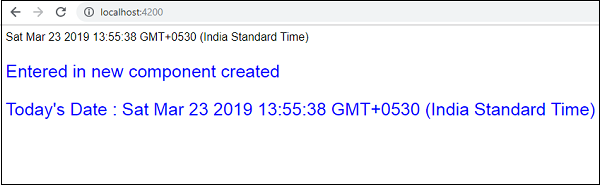 localhost:4200
Sat Mar 23 2019 13:55:38 GMT+0530 (India Standard Time)
Entered in new component created
Today's Date : Sat Mar 23 2019 13:55:38 GMT+0530 (India Standard Time)